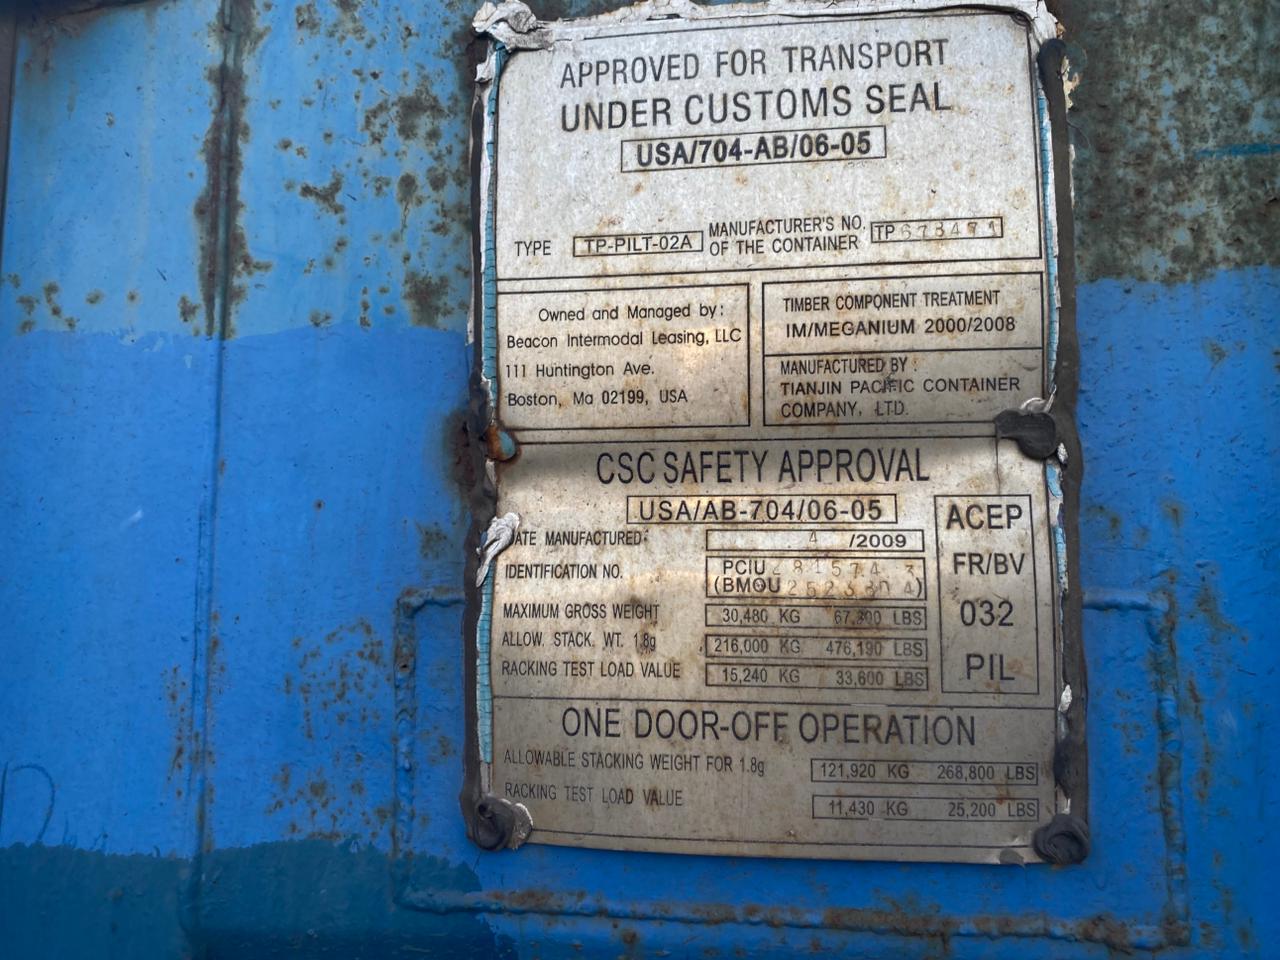 APPROVED FOR TRANSPORT
UNDER CUSTOMS SEAL
USA/704-AB/06-05
TYPE TP-PILT-02A MANUFACTURER'S NO. OF THE CONTAINER TP 673471
Owned and Managed by:
Beacon Intermodal Leasing, LLC
111 Huntington Ave.
Boston, Ma 02199, USA
TIMBER COMPONENT TREATMENT
IM/MEGANIUM 2000/2008
MANUFACTURED BY
TIANJIN PACIFIC CONTAINER
COMPANY, LTD.
CSC SAFETY APPROVAL
USA/AB-704/06-05
DATE MANUFACTURED 4 /2009
IDENTIFICATION NO. PCIU
(BMOU
MAXIMUM GROSS WEIGHT 30,480 KG 67,200 LBS
ALLOW. STACK. WT. 1.8g 216,000 KG 476,190 LBS
RACKING TEST LOAD VALUE 15,240 KG 33,600 LBS
ACEP
FR/BV
032
PIL
ONE DOOR-OFF OPERATION
ALLOWABLE STACKING WEIGHT FOR 1.8g 121,920 KG 268,800 LBS
RACKING TEST LOAD VALUE 11,430 KG 25,200 LBS